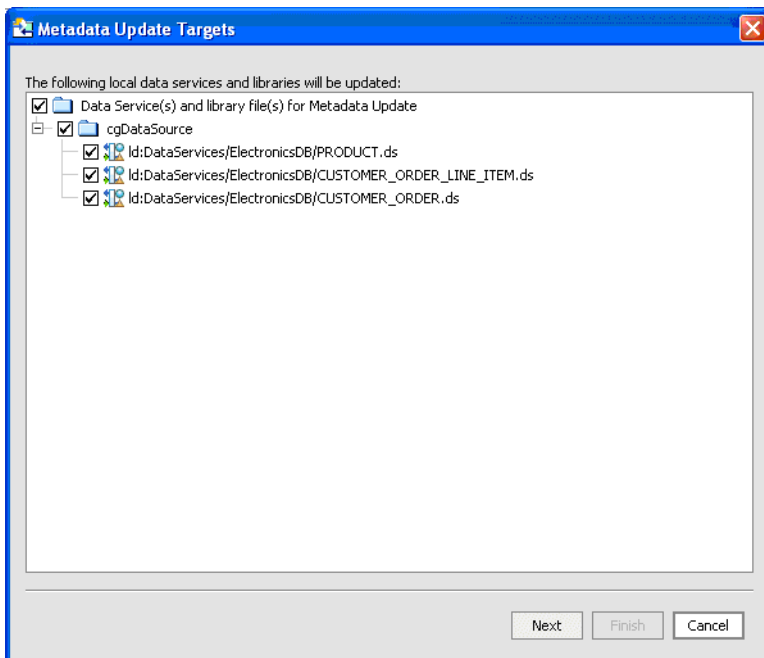 Metadata Update Targets
The following local data services and libraries will be updated:
Data Service(s) and library file(s) for Metadata Update
cgDataSource
ld:DataServices/ElectronicsDB/PRODUCT.ds
ld:DataServices/ElectronicsDB/CUSTOMER_ORDER_LINE_ITEM.ds
ld:DataServices/ElectronicsDB/CUSTOMER_ORDER.ds
Next Finish Cancel